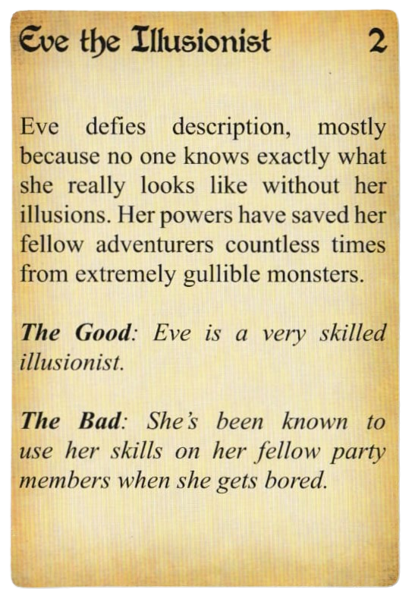 Eve the Illusionist 2
Eve defies description, mostly
because no one knows exactly what
she really looks like without her
illusions. Her powers have saved her
fellow adventurers countless times
from extremely gullible monsters.
The Good: Eve is a very skilled
illusionist.
The Bad: She's been known to
use her skills on her fellow party
members when she gets bored.